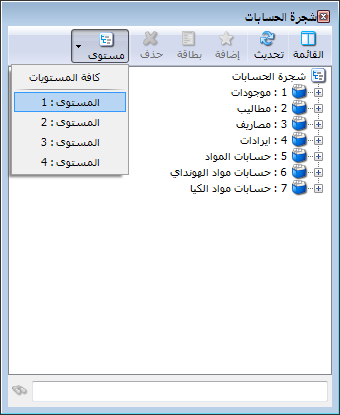 شجرة الحسابات
القائمة تحديث إضافة بطاقة حذف مستوى
كافة المستويات
المستوى : 1
المستوى : 2
المستوى : 3
المستوى : 4
شجرة الحسابات
1 : موجودات
2 : مطاليب
3 : مصاريف
4 : ايرادات
5 : حسابات المواد
6 : حسابات مواد الهونداي
7 : حسابات مواد الكيا